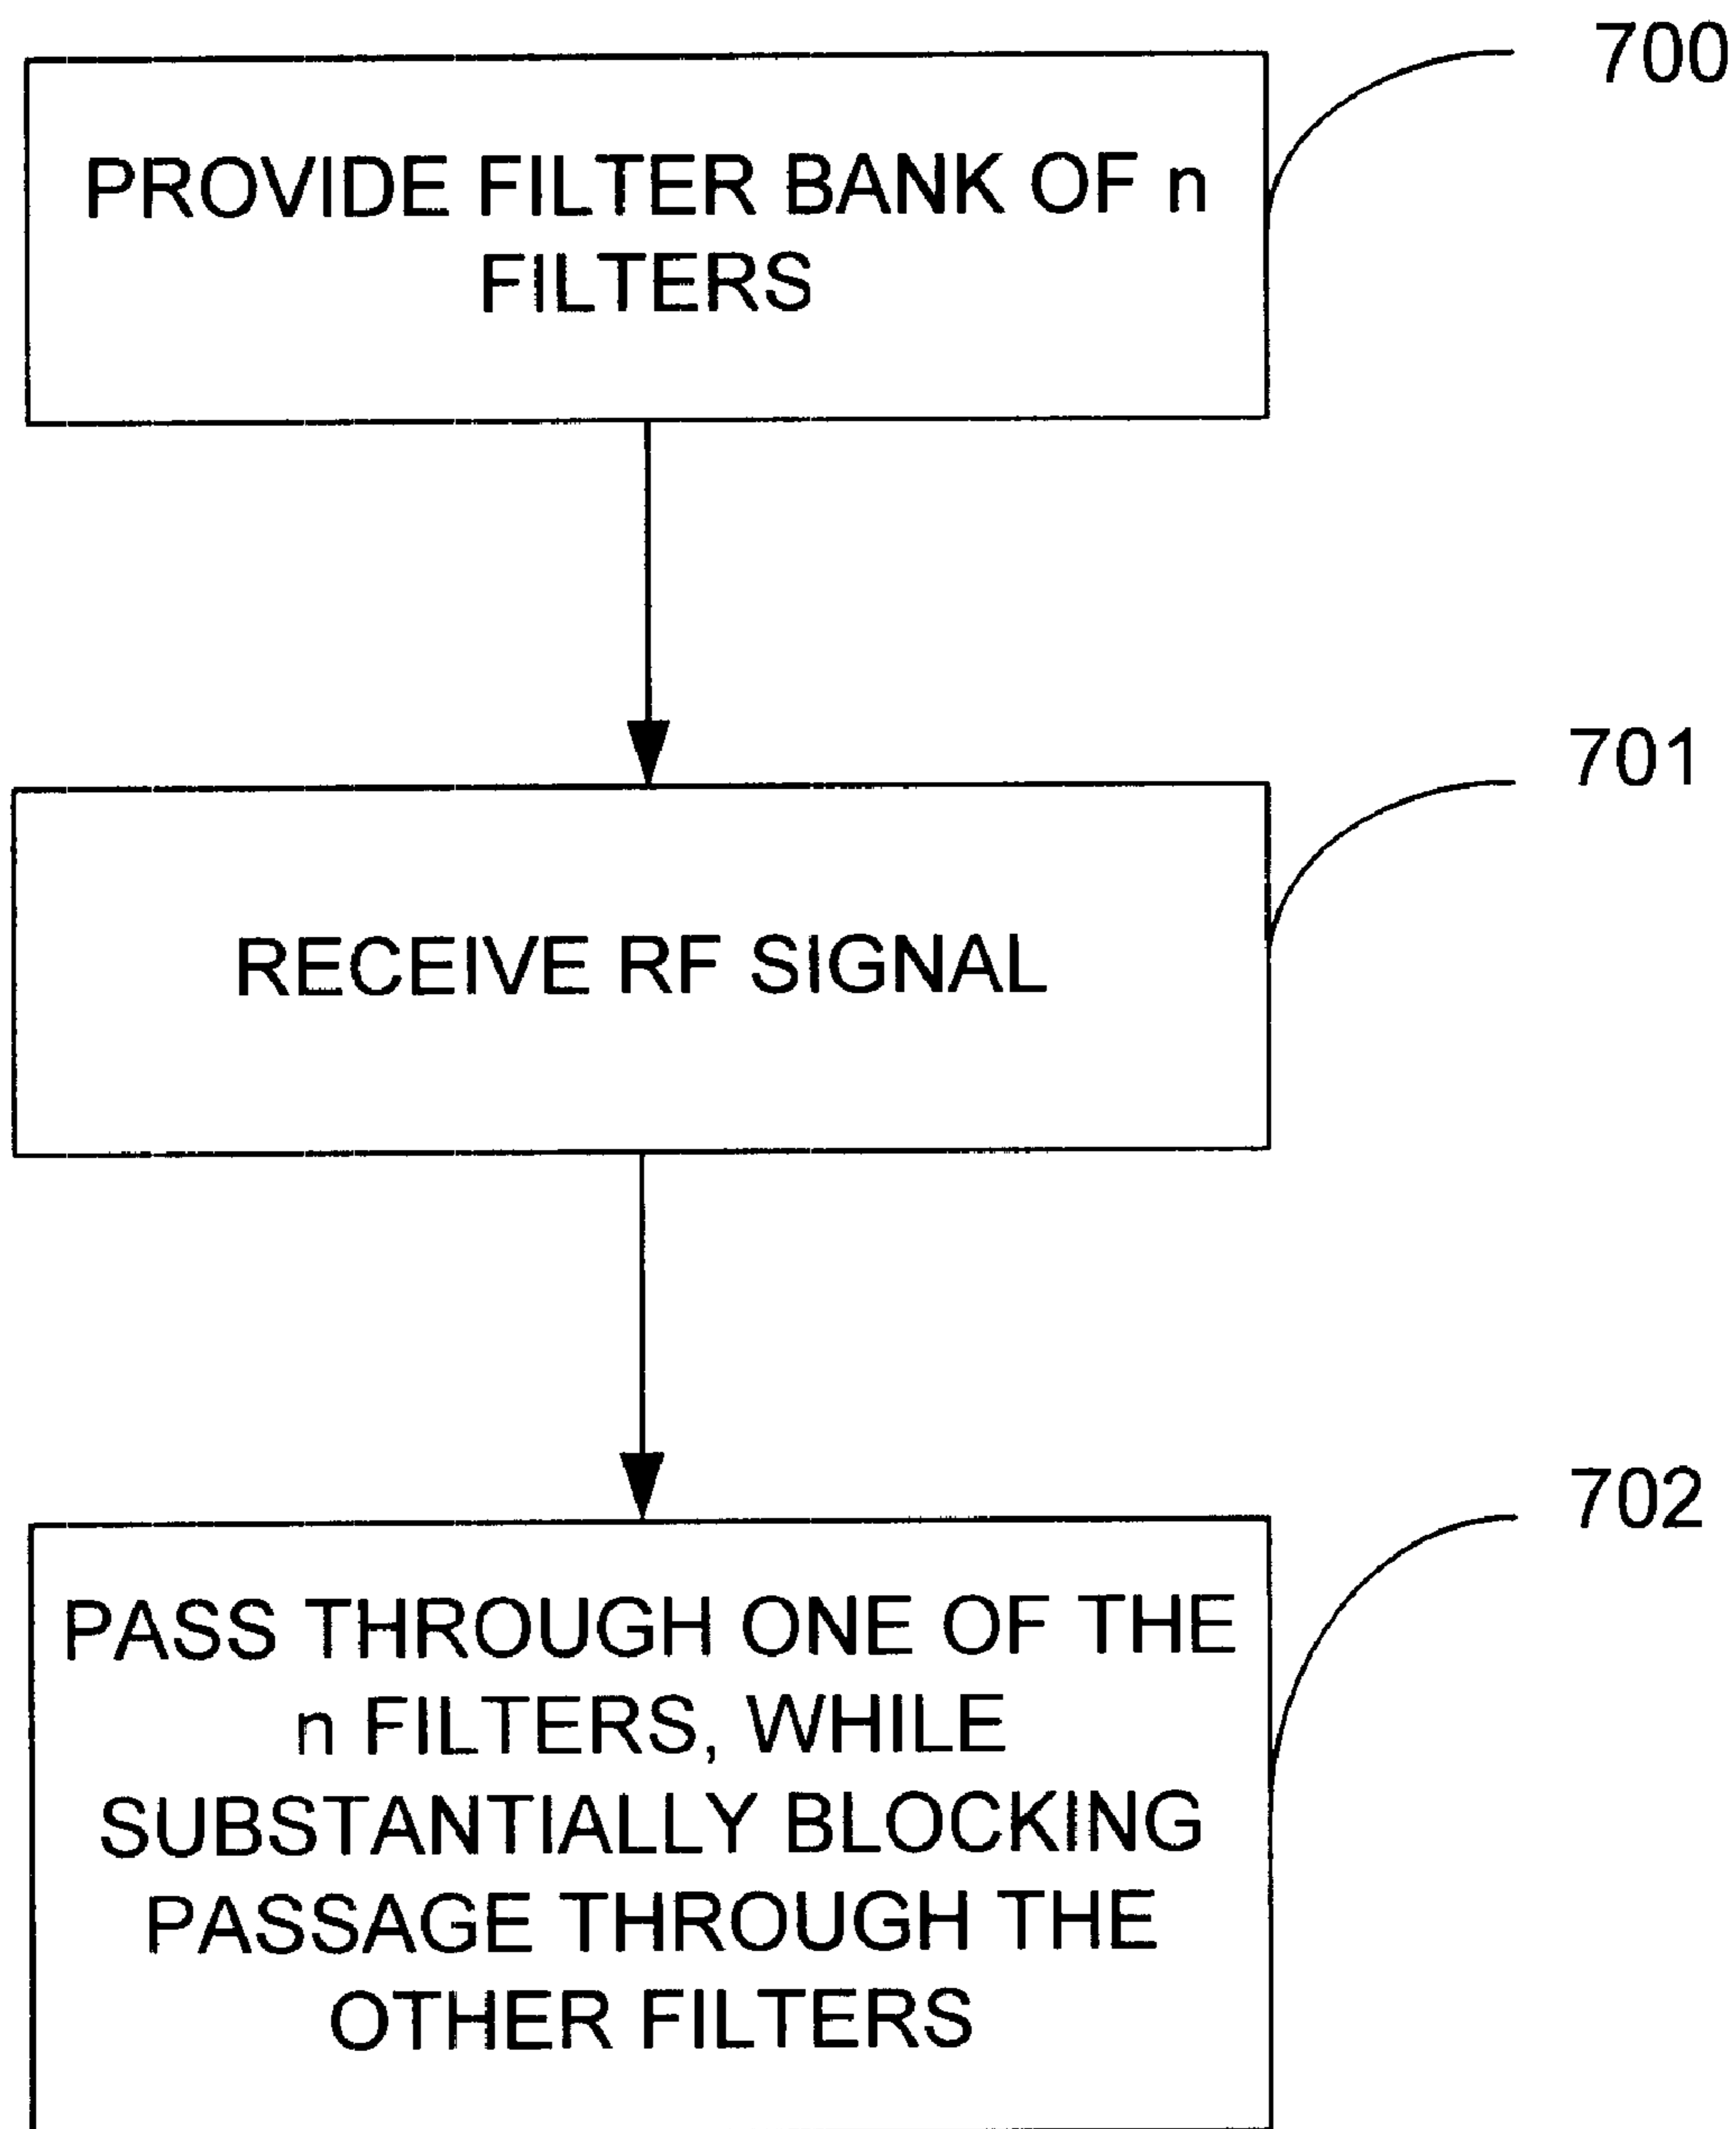 700
PROVIDE FILTER BANK OF n
FILTERS
701
RECEIVE RF SIGNAL
702
PASS THROUGH ONE OF THE
n FILTERS, WHILE
SUBSTANTIALLY BLOCKING
PASSAGE THROUGH THE
OTHER FILTERS